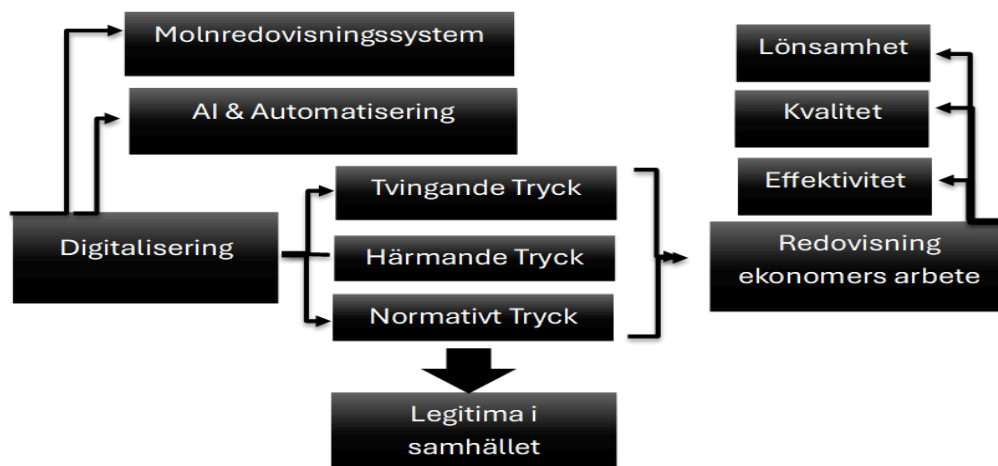 Molnredovisningssystem
AI & Automatisering
Digitalisering
Tvingande Tryck
Härmande Tryck
Normativt Tryck
Legitima i
samhället
Lönsamhet
Kvalitet
Effektivitet
Redovisning
ekonomers arbete